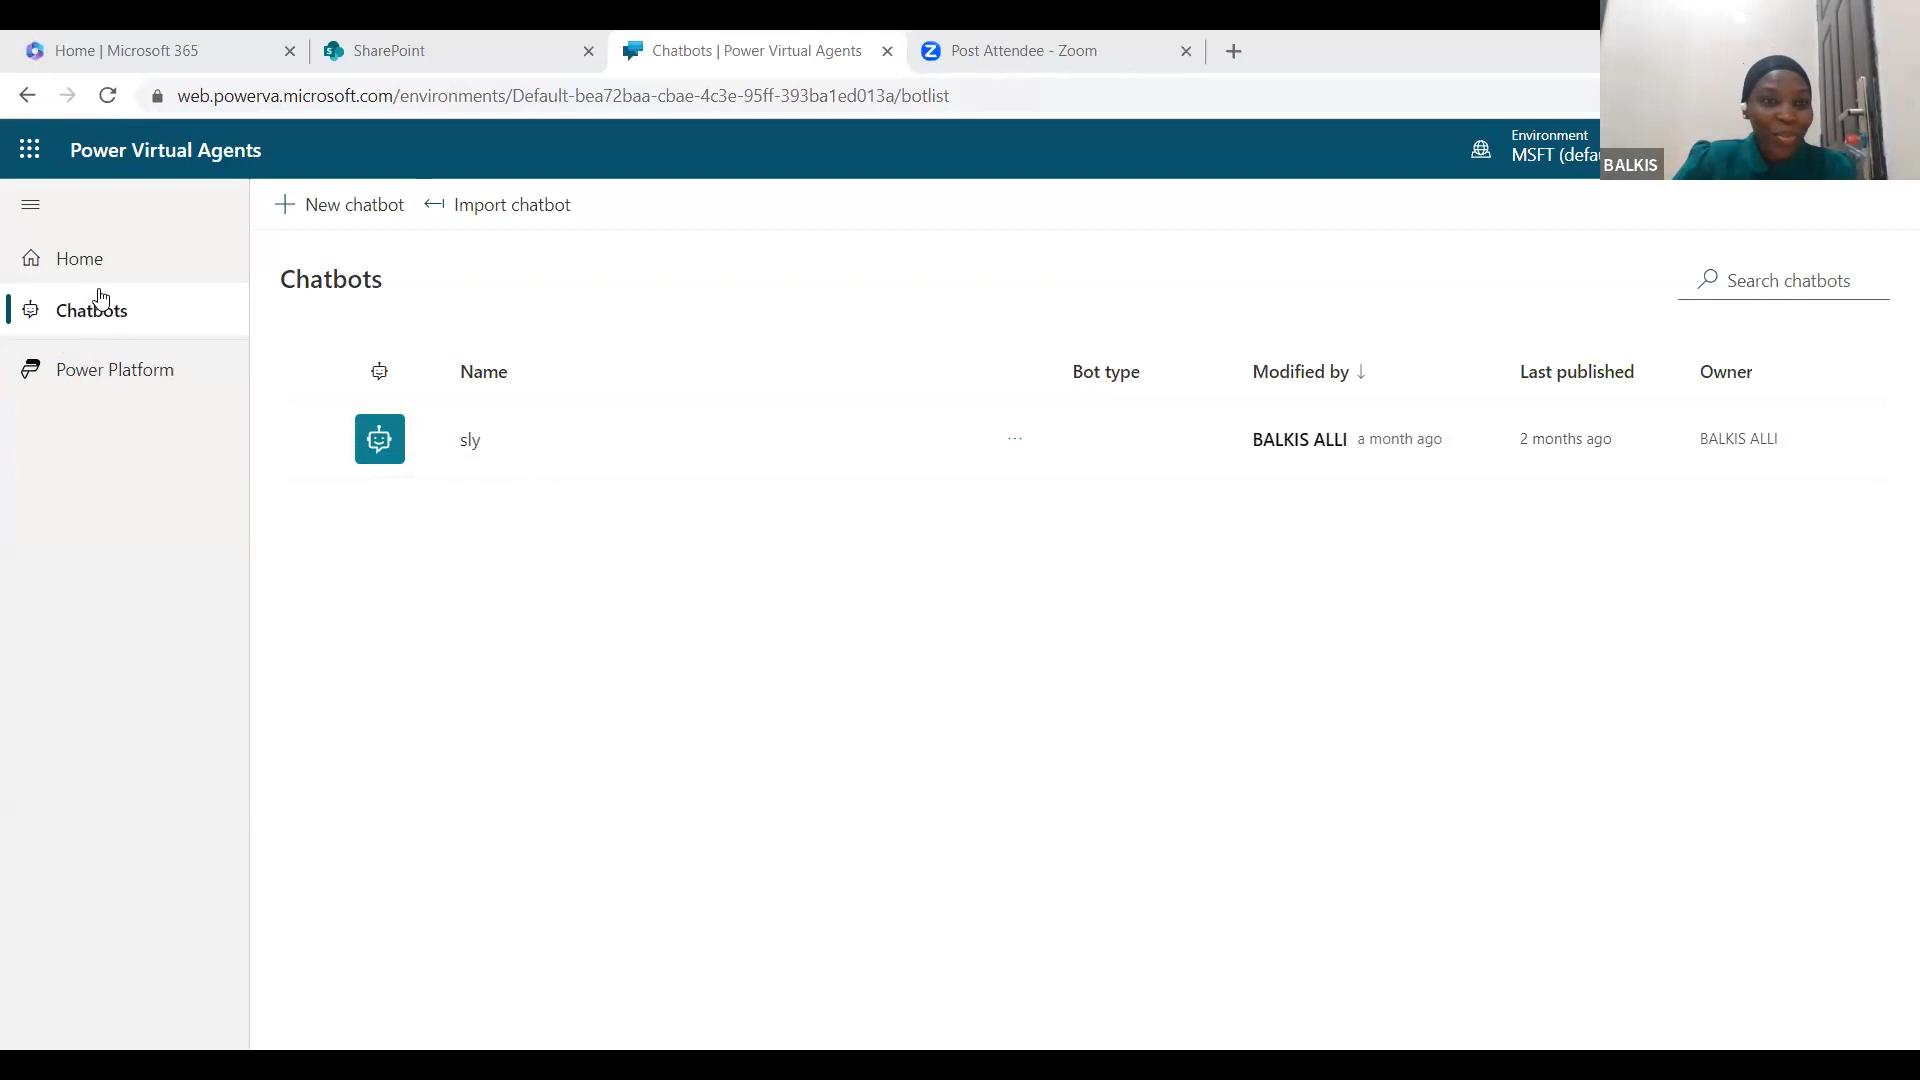 Home | Microsoft 365
SharePoint
Chatbots | Power Virtual Agents
Post Attendee - Zoom
web.powerva.microsoft.com/environments/Default-bea72baa-cbae-4c3e-95ff-393ba1ed013a/botlist
Power Virtual Agents
Environment
MSFT (defa
BALKIS
New chatbot
Import chatbot
Home
Chatbots
Power Platform
Chatbots
Search chatbots
Name
Bot type
Modified by
Last published
Owner
sly
BALKIS ALLI a month ago
2 months ago
BALKIS ALLI